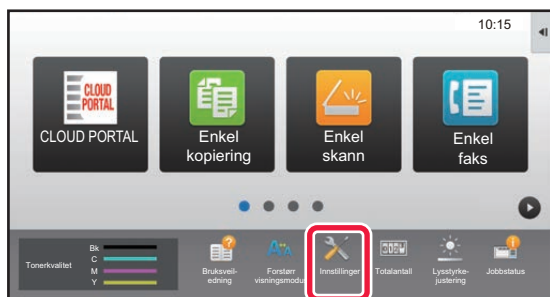 10:15
CLOUD
PORTAL
CLOUD PORTAL
Enkel
kopiering
Enkel
skann
Enkel
faks
Tonerkvalitet
Bk
C
M
Y
Bruksveil-
edning
Forstørr
visningsmodus
Innstillinger
Totalantall
Lysstyrke-
justering
Jobbstatus